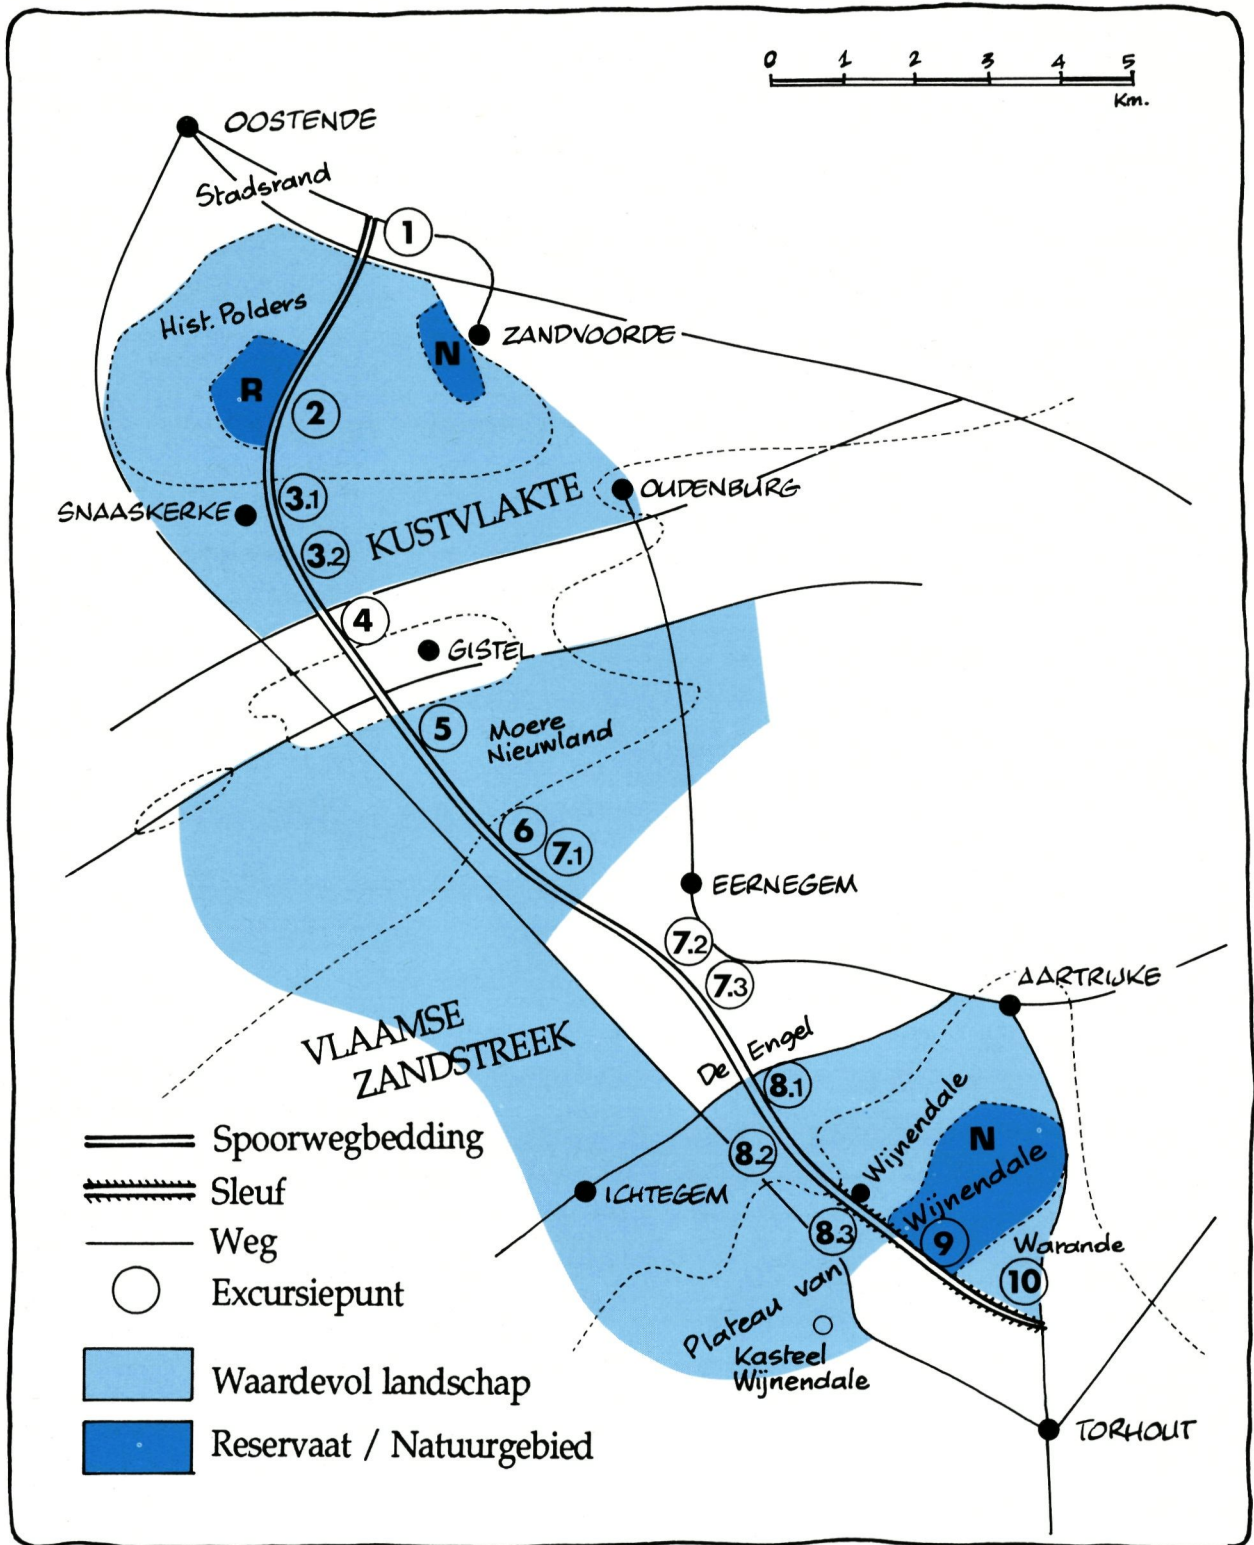 0 1 2 3 4 5
Km.
OOSTENDE
Stadsrand
1
Hist. Polders
ZANDVOORDE
N
R
2
3.1
OUDENBURG
SNAASKERKE
KUSTVLAKTE
3.2
4
GISTEL
5
Moere
Nieuwland
6
7.1
EERNEGEM
7.2
7.3
AARTRIJKE
VLAAMSE
ZANDSTREEK
De Engel
8.1
Wijnendale
N
8.2
Wijnendale
ICHTEGEM
8.3
9
Warande
10
Plateau van
Kasteel
Wijnendale
TORHOUT
Spoorwegbedding
Sleuf
Weg
Excursiepunt
Waardevol landschap
Reservaat / Natuurgebied